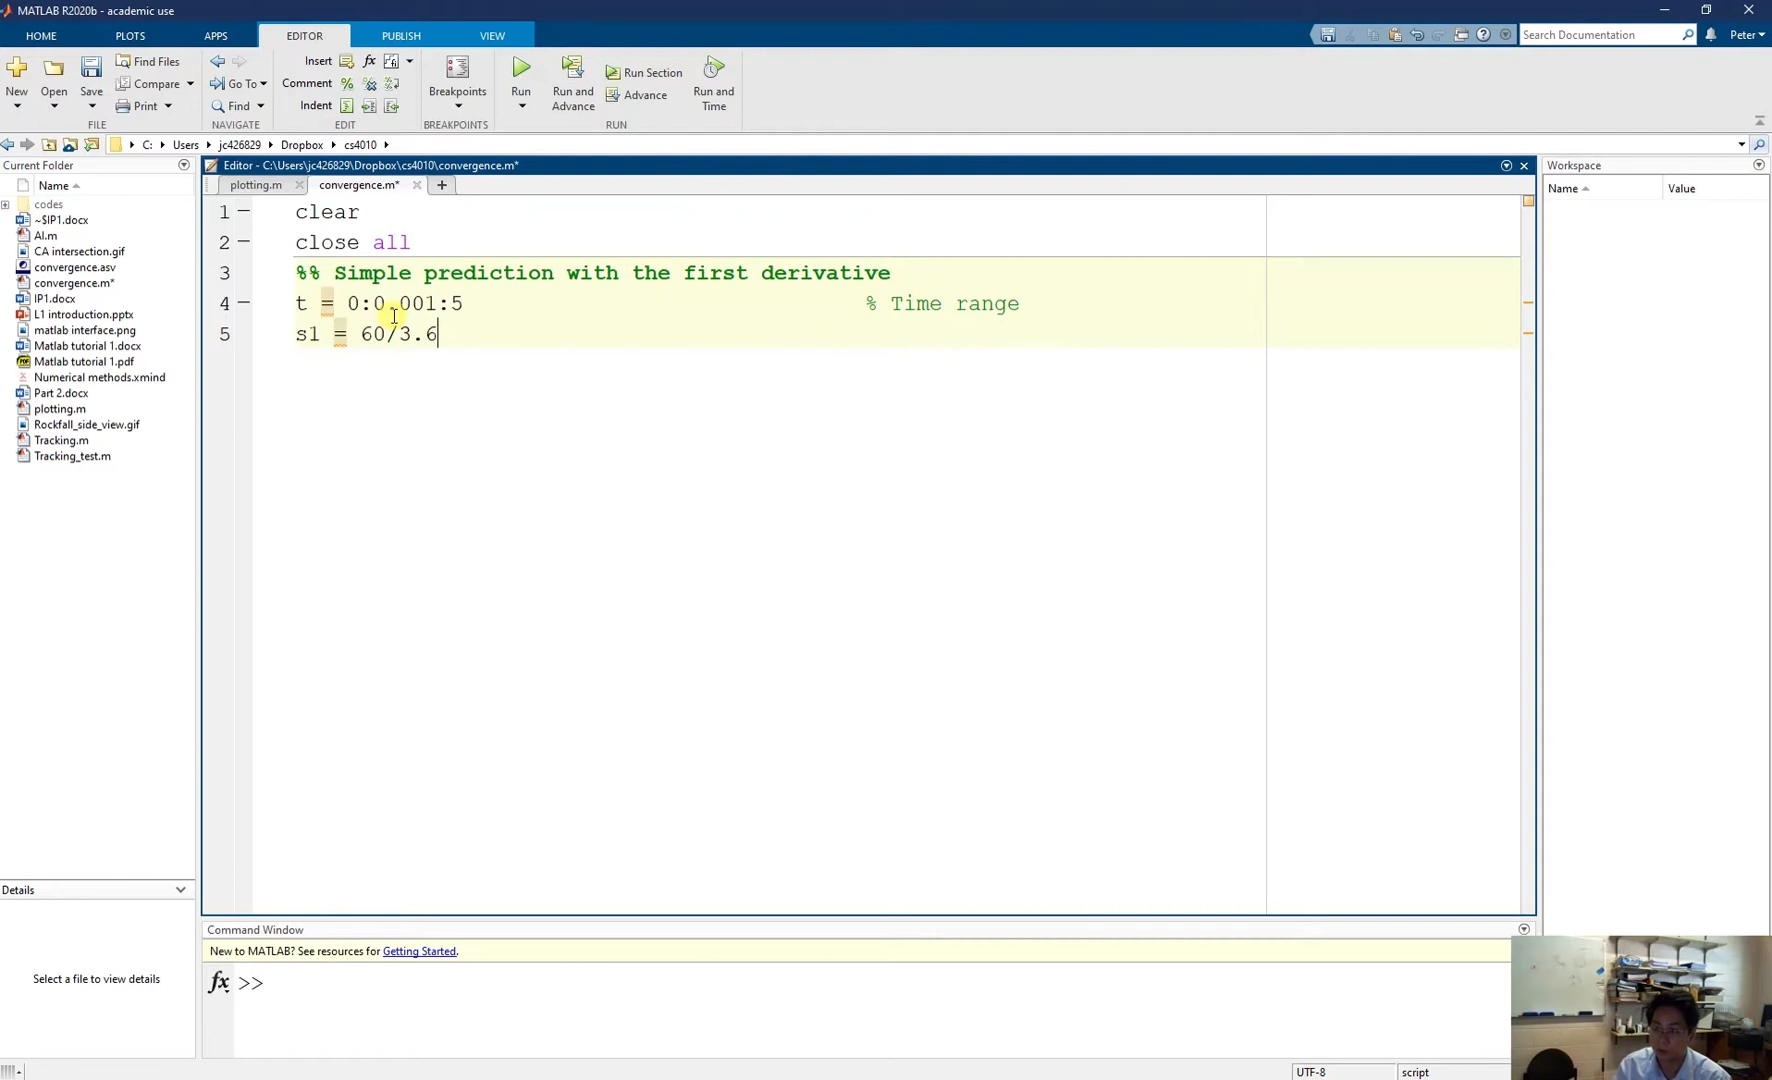 MATLAB R2020b - academic use
HOME PLOTS APPS EDITOR PUBLISH VIEW
Search Documentation Peter
New Open Save Find Files Compare Print
FILE
Go To Find
NAVIGATE
Insert fx
Comment
Indent
EDIT
Breakpoints
BREAKPOINTS
Run Run and Advance Run Section Advance Run and Time
RUN
C: Users jc426829 Dropbox cs4010
Current Folder
Name
codes
~$IP1.docx
AI.m
CA intersection.gif
convergence.asv
convergence.m*
IP1.docx
L1 introduction.pptx
matlab interface.png
Matlab tutorial 1.docx
Matlab tutorial 1.pdf
Numerical methods.xmind
Part 2.docx
plotting.m
Rockfall_side_view.gif
Tracking.m
Tracking_test.m
Details
Select a file to view details
Editor - C:\Users\jc426829\Dropbox\cs4010\convergence.m*
plotting.m convergence.m*
1 clear
2 close all
3 %% Simple prediction with the first derivative
4 t = 0:0.001:5 % Time range
5 s1 = 60/3.6
Command Window
New to MATLAB? See resources for Getting Started.
fx >>
Workspace
Name Value
UTF-8 script